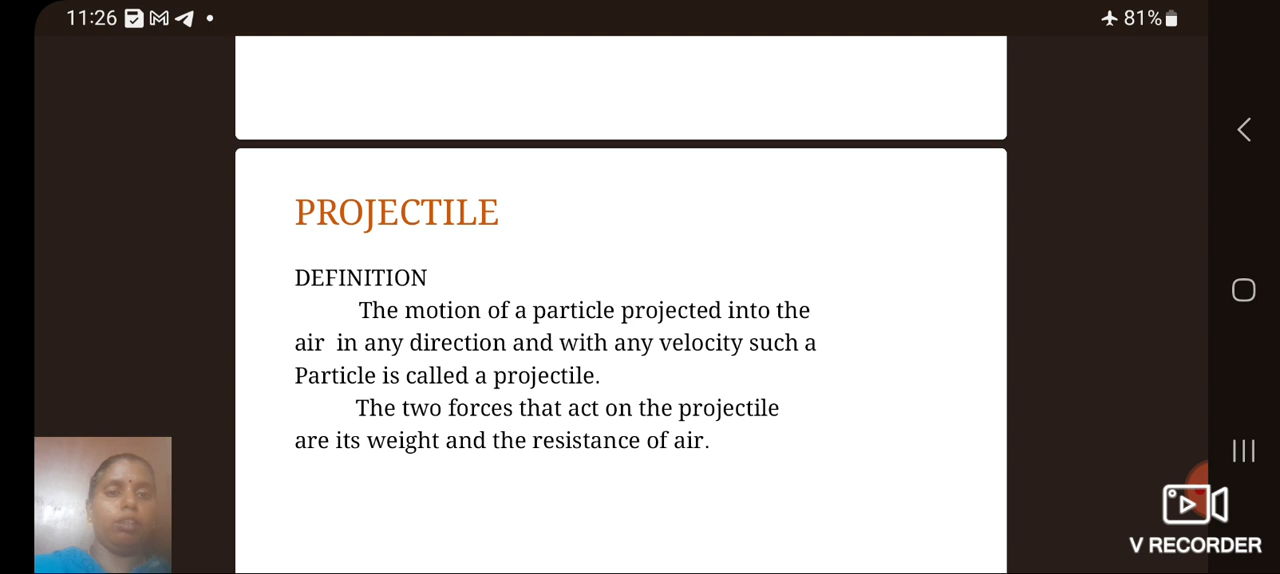 11:26
81%
PROJECTILE
DEFINITION
The motion of a particle projected into the
air in any direction and with any velocity such a
Particle is called a projectile.
The two forces that act on the projectile
are its weight and the resistance of air.
V RECORDER